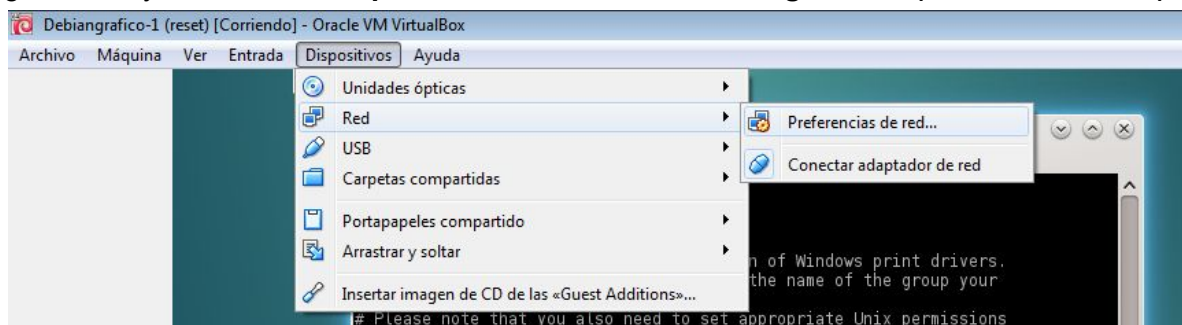 Debiangrafico-1 (reset) [Corriendo] - Oracle VM VirtualBox
Archivo Máquina Ver Entrada Dispositivos Ayuda
Unidades ópticas
Red
Preferencias de red...
USB
Conectar adaptador de red
Carpetas compartidas
Portapapeles compartido
Arrastrar y soltar
n of Windows print drivers.
the name of the group your
Insertar imagen de CD de las «Guest Additions»...
# Please note that you also need to set appropriate Unix permissions